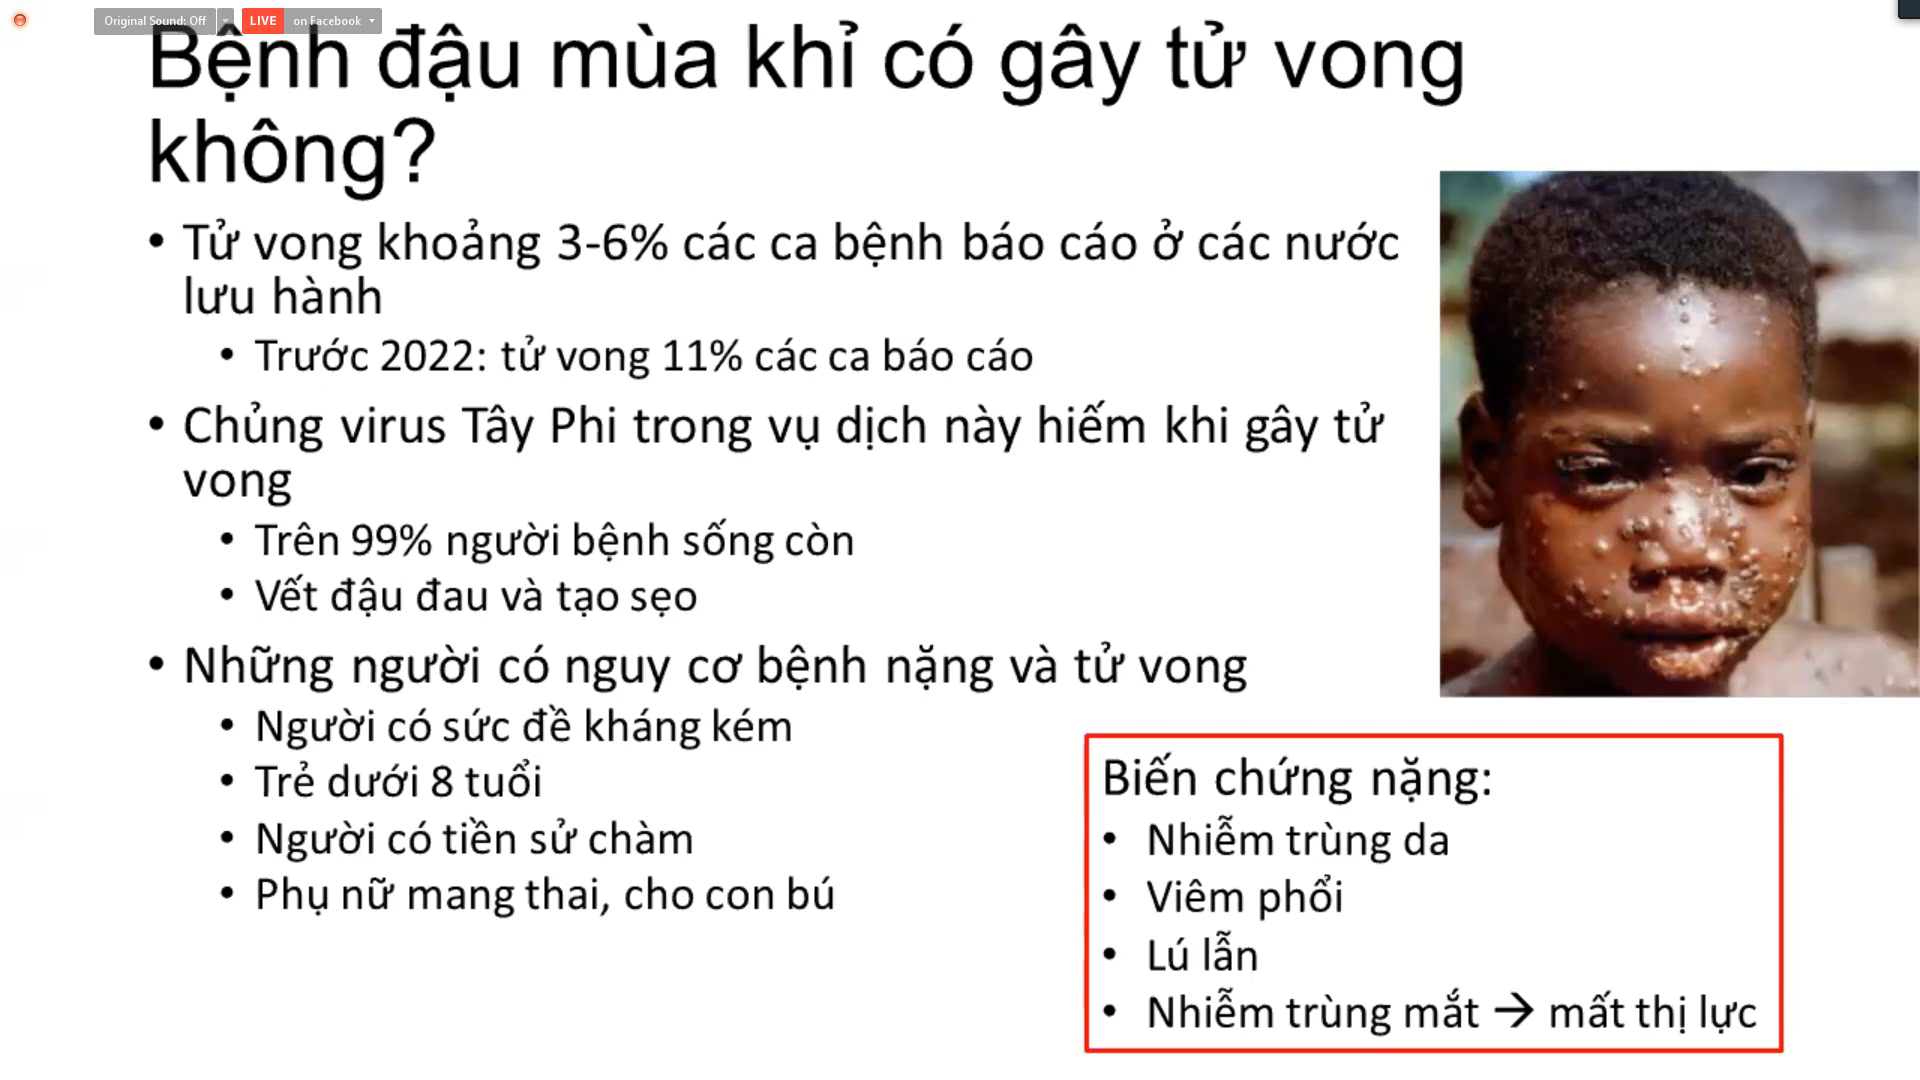 Original Sound: Off
LIVE on Facebook
Bệnh đậu mùa khỉ có gây tử vong
không?
• Tử vong khoảng 3-6% các ca bệnh báo cáo ở các nước
lưu hành
• Trước 2022: tử vong 11% các ca báo cáo
• Chủng virus Tây Phi trong vụ dịch này hiếm khi gây tử
vong
• Trên 99% người bệnh sống còn
• Vết đậu đau và tạo sẹo
• Những người có nguy cơ bệnh nặng và tử vong
• Người có sức đề kháng kém
• Trẻ dưới 8 tuổi
• Người có tiền sử chàm
• Phụ nữ mang thai, cho con bú
Biến chứng nặng:
• Nhiễm trùng da
• Viêm phổi
• Lú lẫn
• Nhiễm trùng mắt → mất thị lực